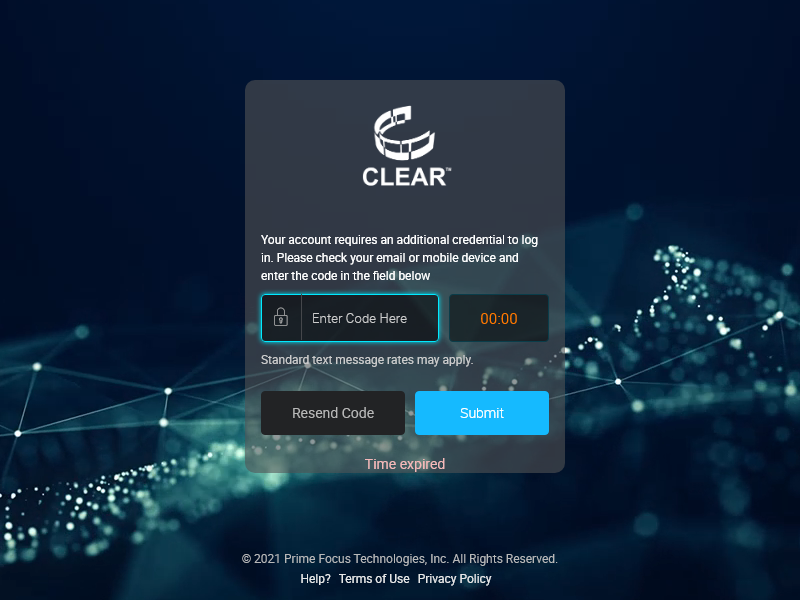 CLEAR™
Your account requires an additional credential to log
in. Please check your email or mobile device and
enter the code in the field below
Enter Code Here
00:00
Standard text message rates may apply.
Resend Code
Submit
Time expired
© 2021 Prime Focus Technologies, Inc. All Rights Reserved.
Help? Terms of Use Privacy Policy